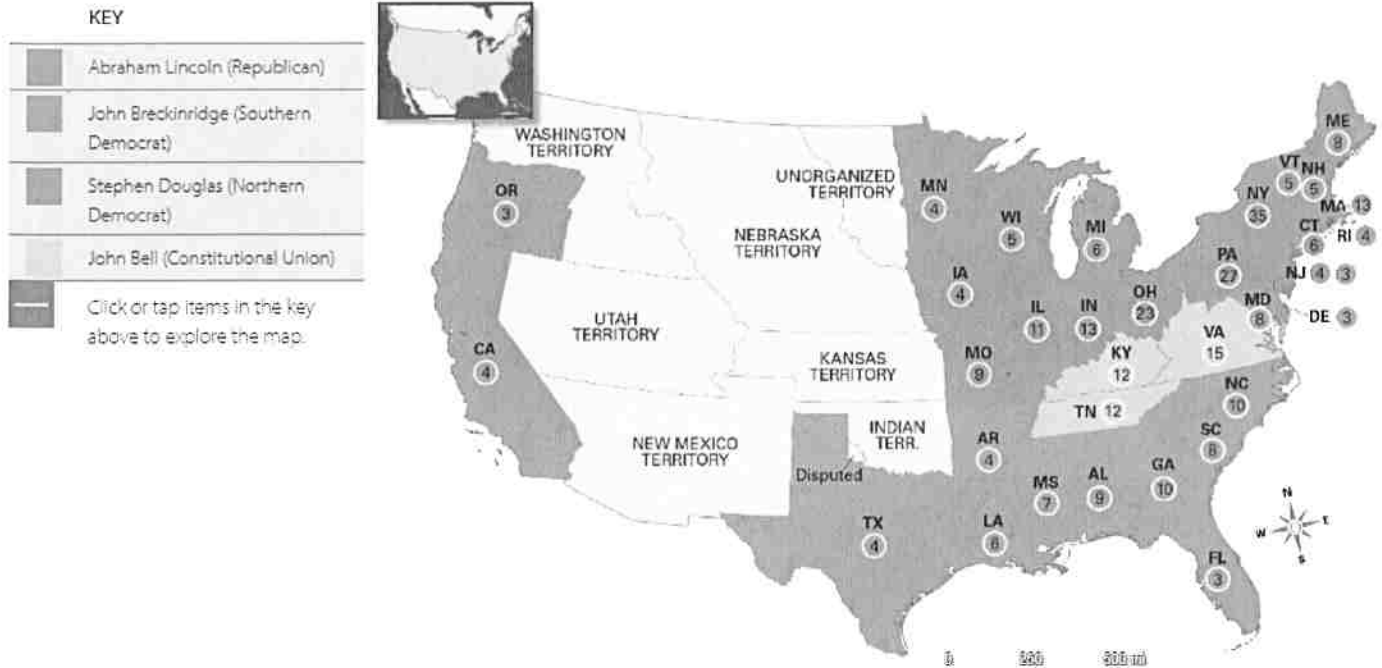 KEY
Abraham Lincoln (Republican)
John Breckinridge (Southern
Democrat)
Stephen Douglas (Northern
Democrat)
John Bell (Constitutional Union)
Click or tap items in the key
above to explore the map.
WASHINGTON
TERRITORY
OR
3
UNORGANIZED
TERRITORY
NEBRASKA
TERRITORY
UTAH
TERRITORY
CA
4
KANSAS
TERRITORY
NEW MEXICO
TERRITORY
INDIAN
TERR.
Disputed
MN
4
WI
5
MI
6
IA
4
IL
11
IN
13
OH
23
MO
9
KY
12
TN 12
AR
4
MS
7
AL
9
GA
10
TX
4
LA
6
FL
3
SC
8
NC
10
VA
15
MD
8
DE 3
PA
27
NJ 4 3
NY
35
CT
6
RI 4
MA 13
VT
5
NH
5
ME
8
N
E
S
W
0 250 500 mi